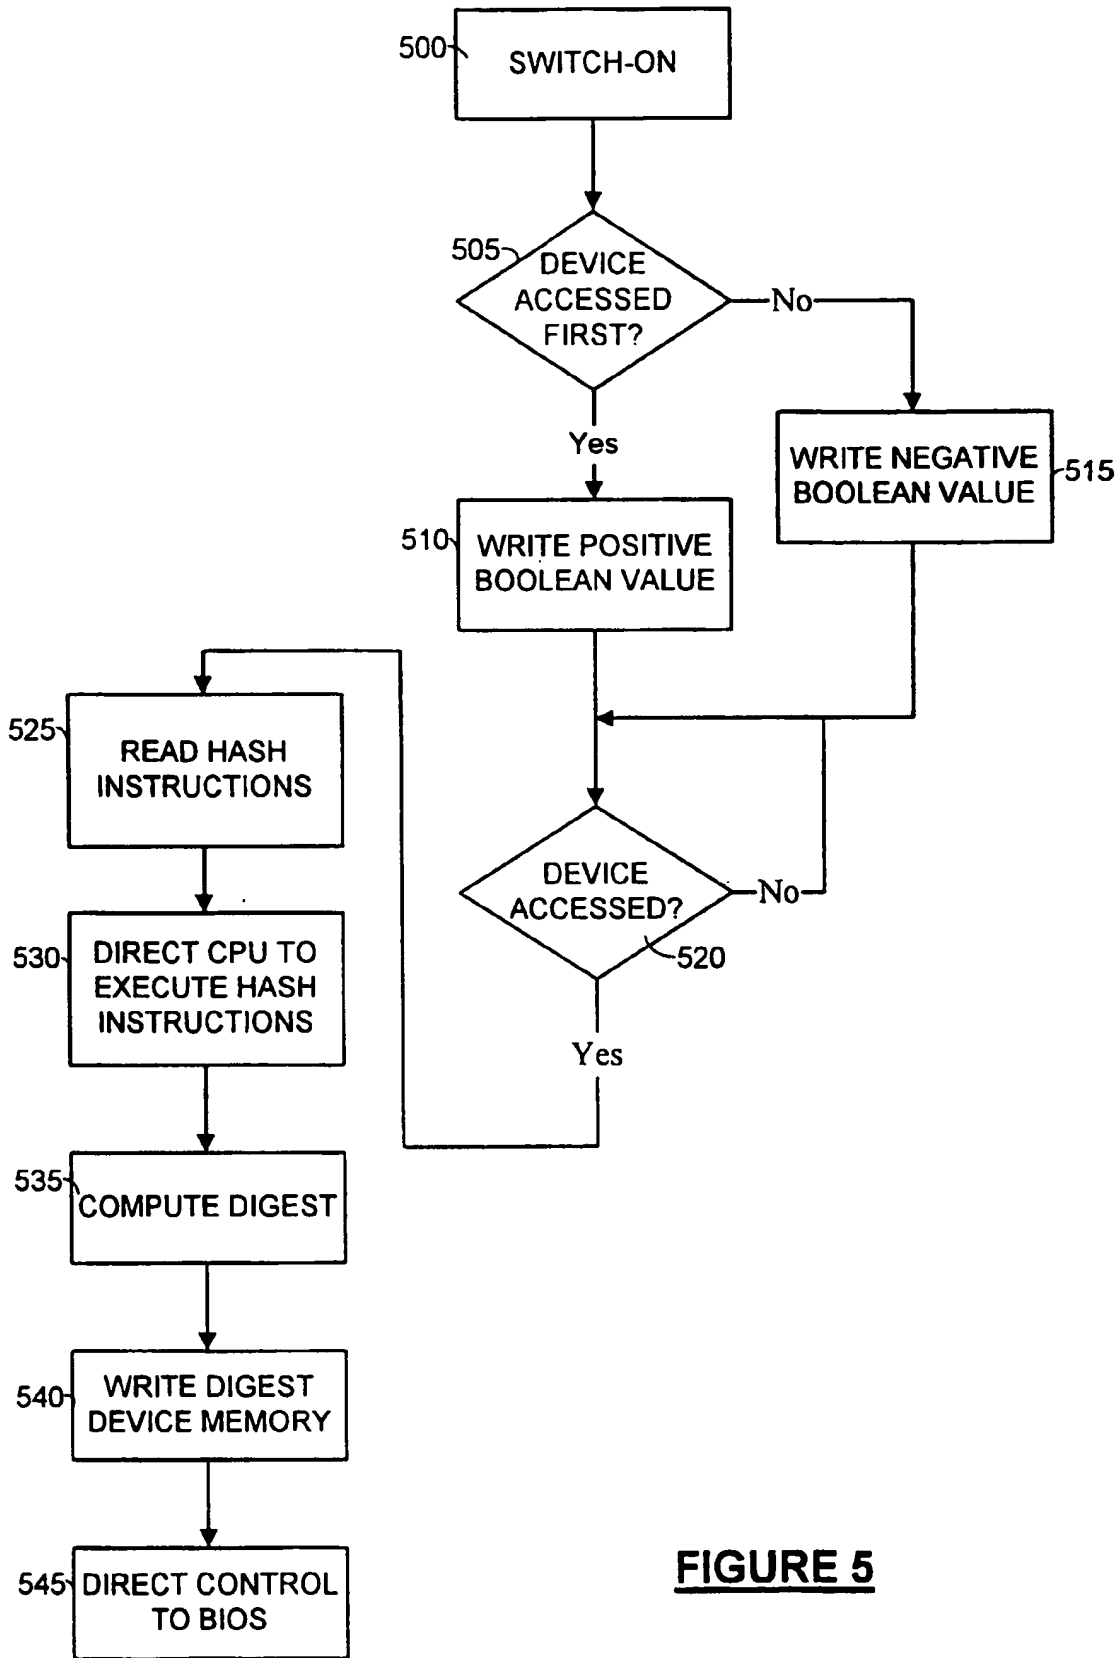 500
SWITCH-ON
505
DEVICE
ACCESSED
FIRST?
No
Yes
WRITE NEGATIVE
BOOLEAN VALUE
515
510
WRITE POSITIVE
BOOLEAN VALUE
525
READ HASH
INSTRUCTIONS
DEVICE
ACCESSED?
No
520
Yes
530
DIRECT CPU TO
EXECUTE HASH
INSTRUCTIONS
535
COMPUTE DIGEST
540
WRITE DIGEST
DEVICE MEMORY
545
DIRECT CONTROL
TO BIOS
FIGURE 5